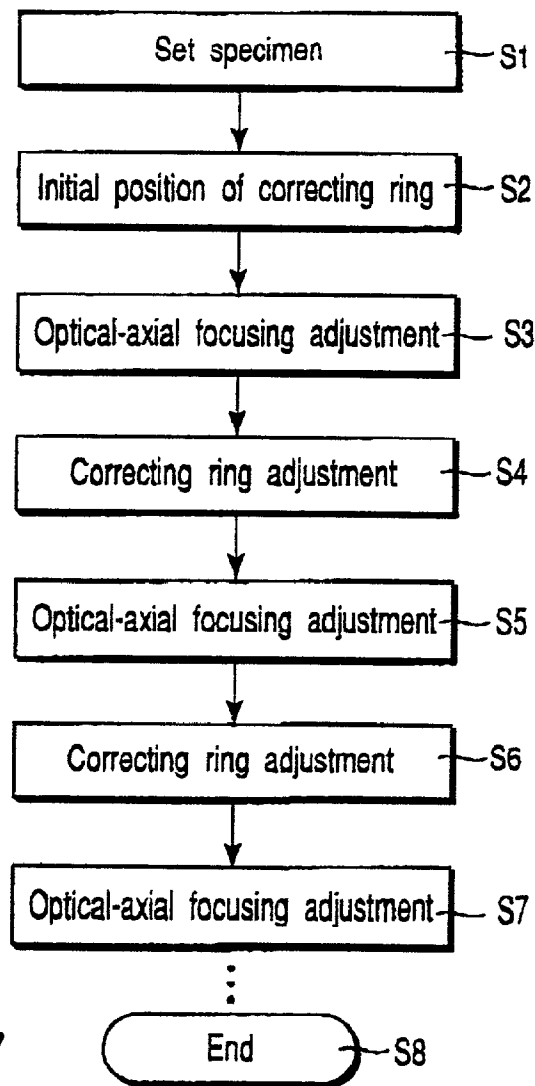 Set specimen S1
Initial position of correcting ring S2
Optical-axial focusing adjustment S3
Correcting ring adjustment S4
Optical-axial focusing adjustment S5
Correcting ring adjustment S6
Optical-axial focusing adjustment S7
End S8